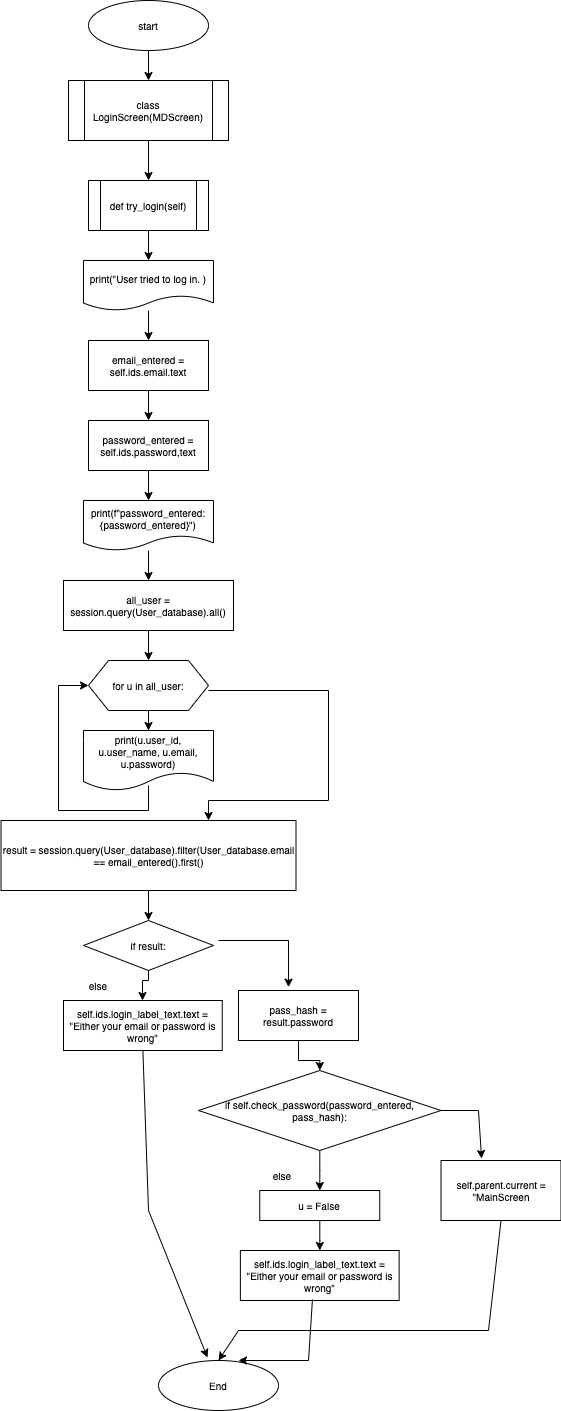 start
class
LoginScreen(MDScreen)
def try_login(self)
print("User tried to log in. )
email_entered =
self.ids.email.text
password_entered =
self.ids.password,text
print(f"password_entered:
{password_entered}")
all_user =
session.query(User_database).all()
for u in all_user:
print(u.user_id,
u.user_name, u.email,
u.password)
result = session.query(User_database).filter(User_database.email
== email_entered().first()
if result:
else
self.ids.login_label_text.text =
"Either your email or password is
wrong"
pass_hash =
result.password
if self.check_password(password_entered,
pass_hash):
else
u = False
self.parent.current =
"MainScreen
self.ids.login_label_text.text =
"Either your email or password is
wrong"
End